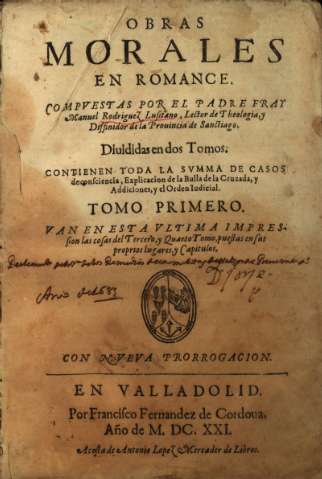 OBRAS
MORALES
EN ROMANCE.
COMPVESTAS POR EL PADRE FRAY
Manuel Rodriguez Lusitano, Lector de Theologia, y
Diffinidor de la Prouincia de Sanctiago.
Diuididas en dos Tomos.
CONTIENEN TODA LA SVMMA DE CASOS
de consciencia, Explicacion de la Bulla de la Cruzada, y
Addiciones, y el Orden Iudicial.
TOMO PRIMERO.
VAN EN ESTA VLTIMA IMPRES-
sion las cosas del Tercero, y Quarto Tomo, puestas en sus
proprios lugares, y Capitulos.
Año de 1683
CON NVEVA PRORROGACION.
EN VALLADOLID.
Por Francisco Fernandez de Cordoua,
Año de M. DC. XXI.
Acosta de Antonio Lopez Mercader de Libros.